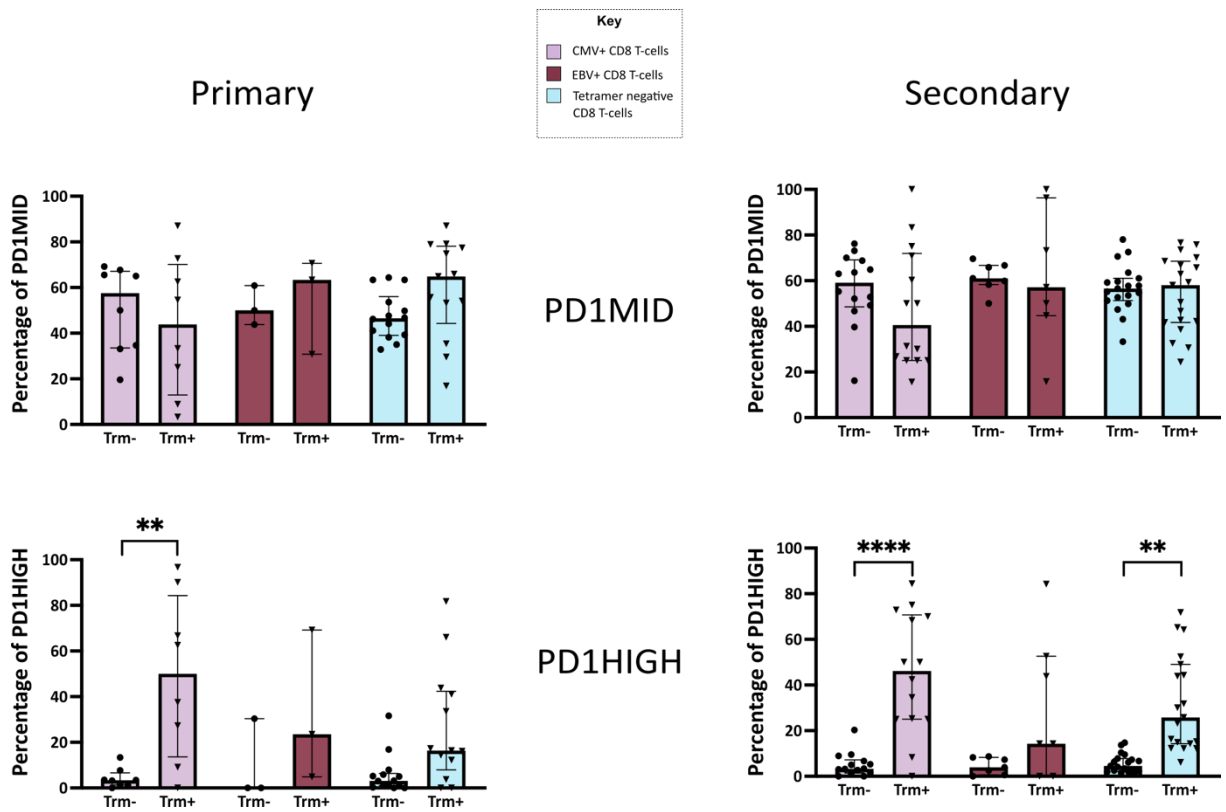 Key
CMV+ CD8 T-cells
EBV+ CD8 T-cells
Tetramer negative
CD8 T-cells
Primary
Secondary
Percentage of PD1MID
100
80
60
40
20
0
Trm- Trm+ Trm- Trm+ Trm- Trm+
PD1MID
Percentage of PD1MID
100
80
60
40
20
0
Trm- Trm+ Trm- Trm+ Trm- Trm+
Percentage of PD1HIGH
100
80
60
40
20
0
**
Trm- Trm+ Trm- Trm+ Trm- Trm+
PD1HIGH
Percentage of PD1HIGH
100
80
60
40
20
0
**** **
Trm- Trm+ Trm- Trm+ Trm- Trm+